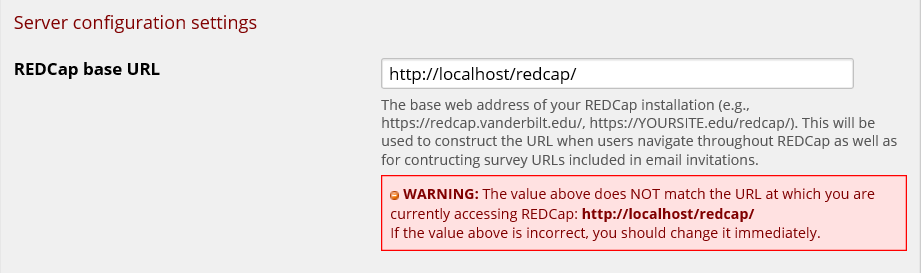 Server configuration settings
REDCap base URL
http://localhost/redcap/
The base web address of your REDCap installation (e.g.,
https://redcap.vanderbilt.edu/, https://YOURSITE.edu/redcap/). This will be
used to construct the URL when users navigate throughout REDCap as well as
for contructing survey URLs included in email invitations.
WARNING: The value above does NOT match the URL at which you are
currently accessing REDCap: http://localhost/redcap/
If the value above is incorrect, you should change it immediately.